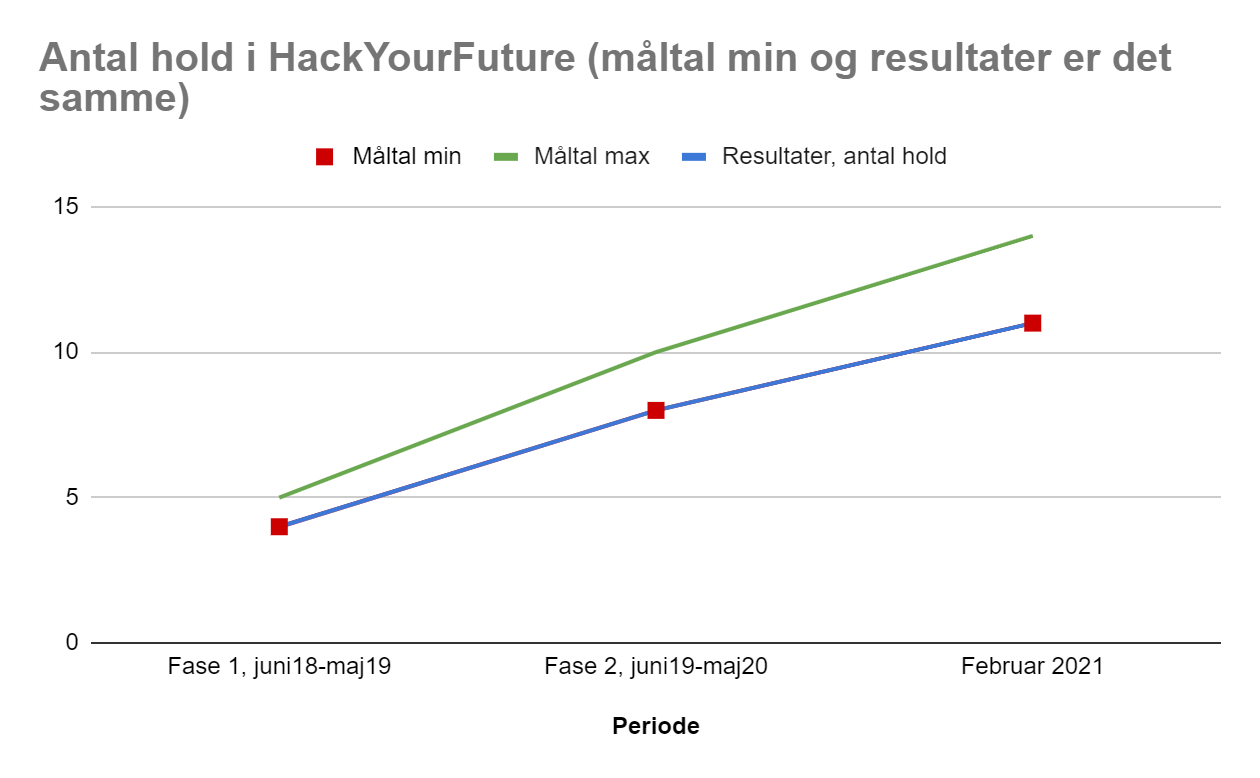 Antal hold i HackYourFuture (måltal min og resultater er det
samme)
Måltal min
Måltal max
Resultater, antal hold
15
10
5
0
Fase 1, juni18-maj19
Fase 2, juni19-maj20
Februar 2021
Periode